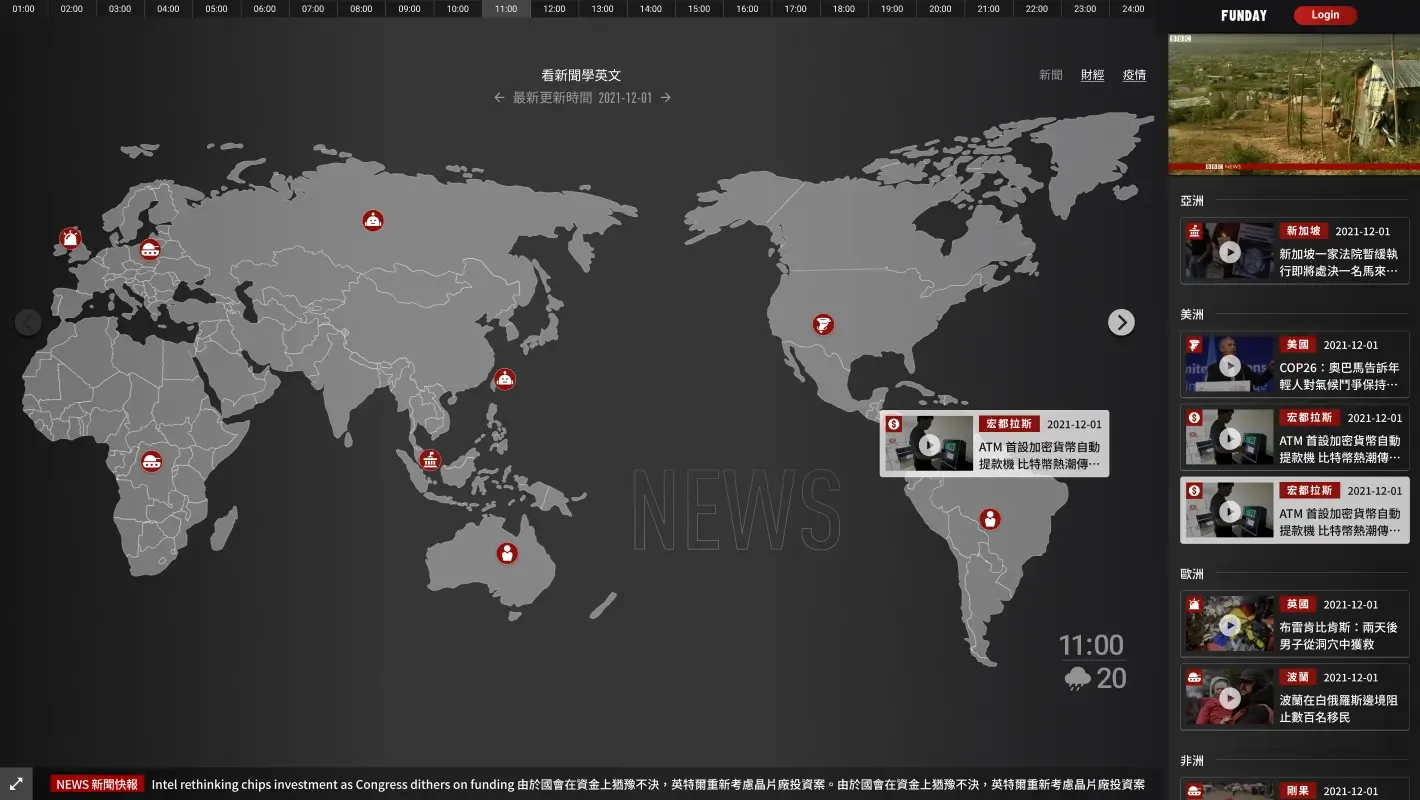 01:00 02:00 03:00 04:00 05:00 06:00 07:00 08:00 09:00 10:00 11:00 12:00 13:00 14:00 15:00 16:00 17:00 18:00 19:00 20:00 21:00 22:00 23:00 24:00
看新聞學英文
← 最新更新時間 2021-12-01 →
新聞 財經 疫情
NEWS
宏都拉斯 2021-12-01
ATM 首設加密貨幣自動
提款機 比特幣熱潮傳…
11:00
20
NEWS 新聞快報 Intel rethinking chips investment as Congress dithers on funding 由於國會在資金上猶豫不決，英特爾重新考慮晶片廠投資案。由於國會在資金上猶豫不決，英特爾重新考慮晶片廠投資案
FUNDAY Login
BBC
BBC NEWS
亞洲
新加坡 2021-12-01
新加坡一家法院暫緩執
行即將處決一名馬來…
美洲
美國 2021-12-01
COP26：奧巴馬告訴年
輕人對氣候鬥爭保持…
宏都拉斯 2021-12-01
ATM 首設加密貨幣自動
提款機 比特幣熱潮傳…
宏都拉斯 2021-12-01
ATM 首設加密貨幣自動
提款機 比特幣熱潮傳…
歐洲
英國 2021-12-01
布雷肯比肯斯：兩天後
男子從洞穴中獲救
波蘭 2021-12-01
波蘭在白俄羅斯邊境阻
止數百名移民
非洲
剛果 2021-12-01